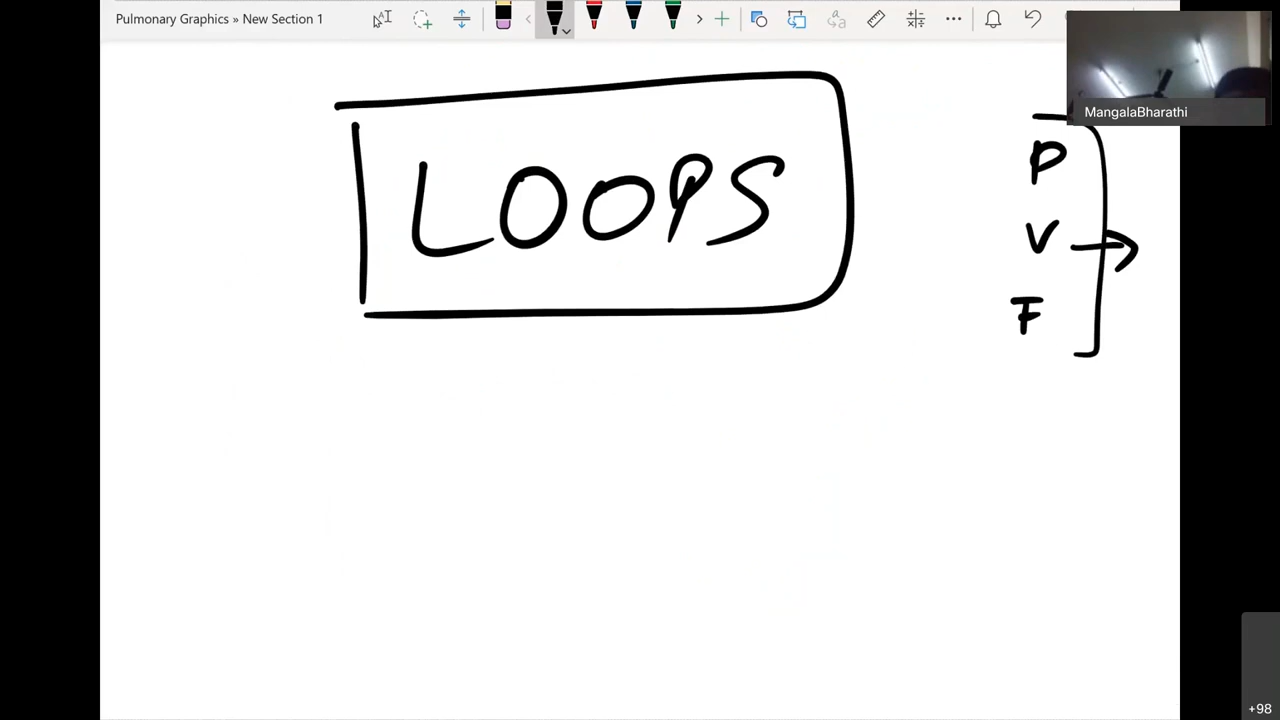 Pulmonary Graphics » New Section 1
MangalaBharathi
LOOPS
P
V →
F
+98